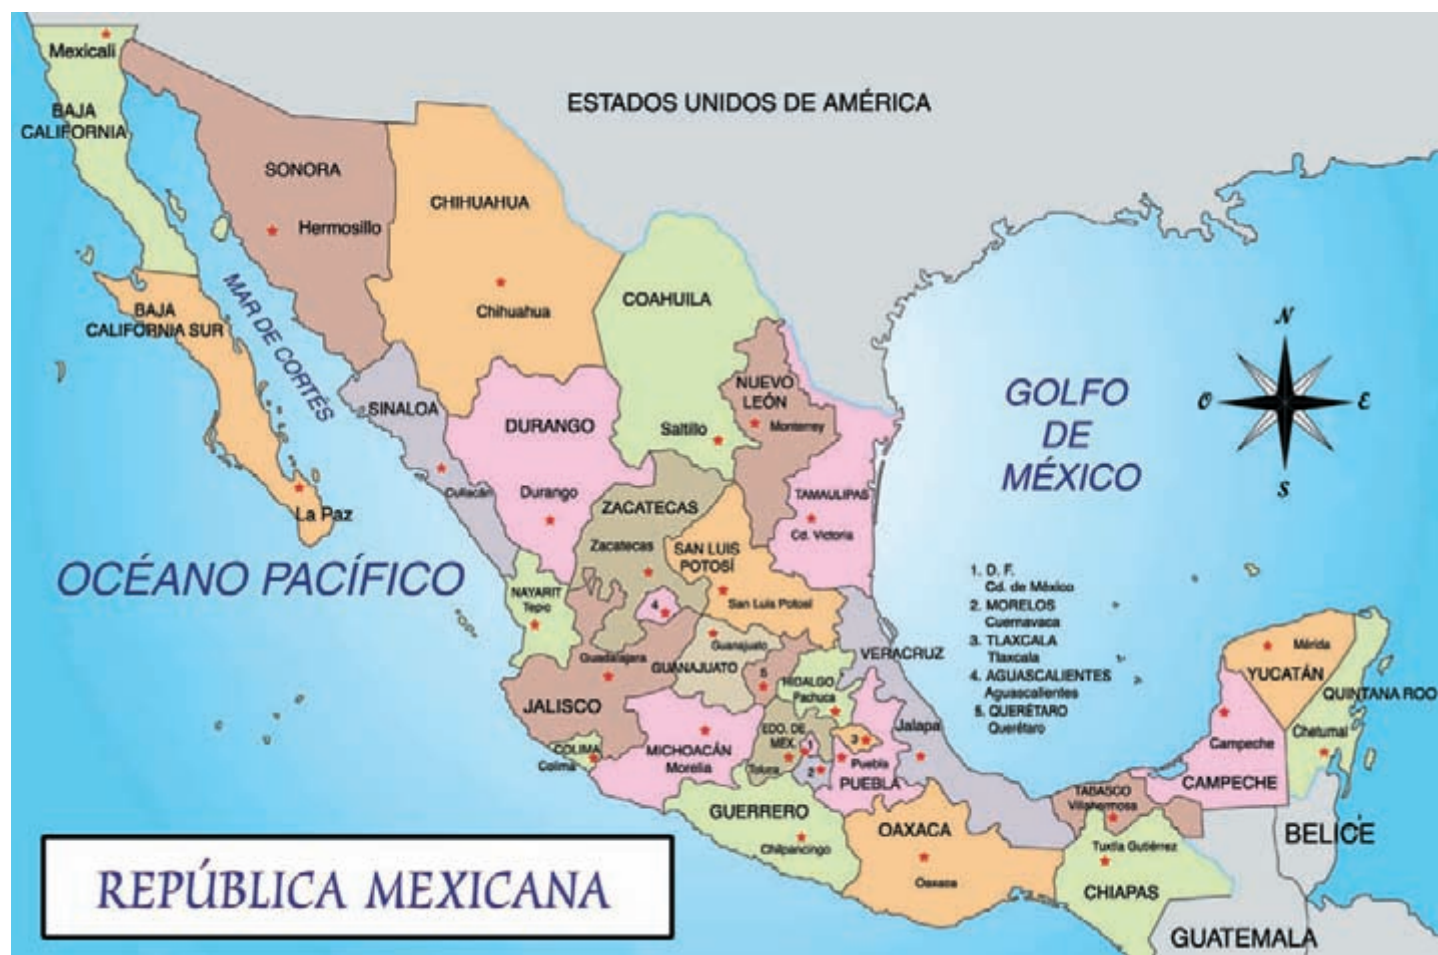 Mexicali
ESTADOS UNIDOS DE AMÉRICA
BAJA
CALIFORNIA
SONORA
Hermosillo
CHIHUAHUA
Chihuahua
MAR DE CORTÉS
BAJA
CALIFORNIA SUR
La Paz
COAHUILA
Saltillo
NUEVO
LEÓN
Monterrey
SINALOA
Culiacán
DURANGO
Durango
ZACATECAS
Zacatecas
TAMAULIPAS
Cd. Victoria
SAN LUIS
POTOSÍ
San Luis Potosí
GOLFO
DE
MÉXICO
N
O
E
S
OCÉANO PACÍFICO
NAYARIT
Tepic
4
Guadalajara
JALISCO
GUANAJUATO
Guanajuato
5
HIDALGO
Pachuca
VERACRUZ
Jalapa
COLIMA
Colima
MICHOACÁN
Morelia
EDO. DE
MEX.
Toluca
1
2
3
Puebla
PUEBLA
GUERRERO
Chilpancingo
OAXACA
Oaxaca
1. D. F.
Cd. de México
2. MORELOS
Cuernavaca
3. TLAXCALA
Tlaxcala
4. AGUASCALIENTES
Aguascalientes
5. QUERÉTARO
Querétaro
Mérida
YUCATÁN
QUINTANA ROO
Chetumal
Campeche
CAMPECHE
TABASCO
Villahermosa
Tuxtla Gutiérrez
CHIAPAS
BELICE
GUATEMALA
REPÚBLICA MEXICANA